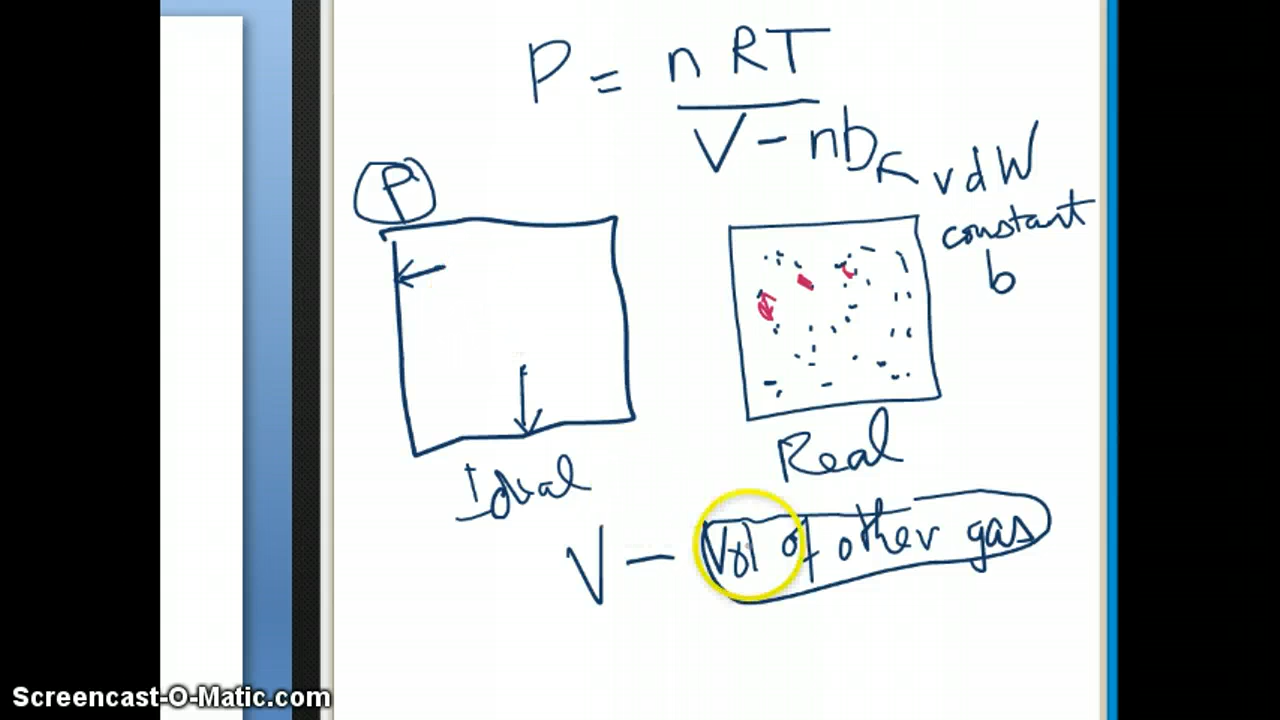 P = nRT
V - nb
vdW
constant
b
P
Ideal
Real
V - Vol of other gas
Screencast-O-Matic.com